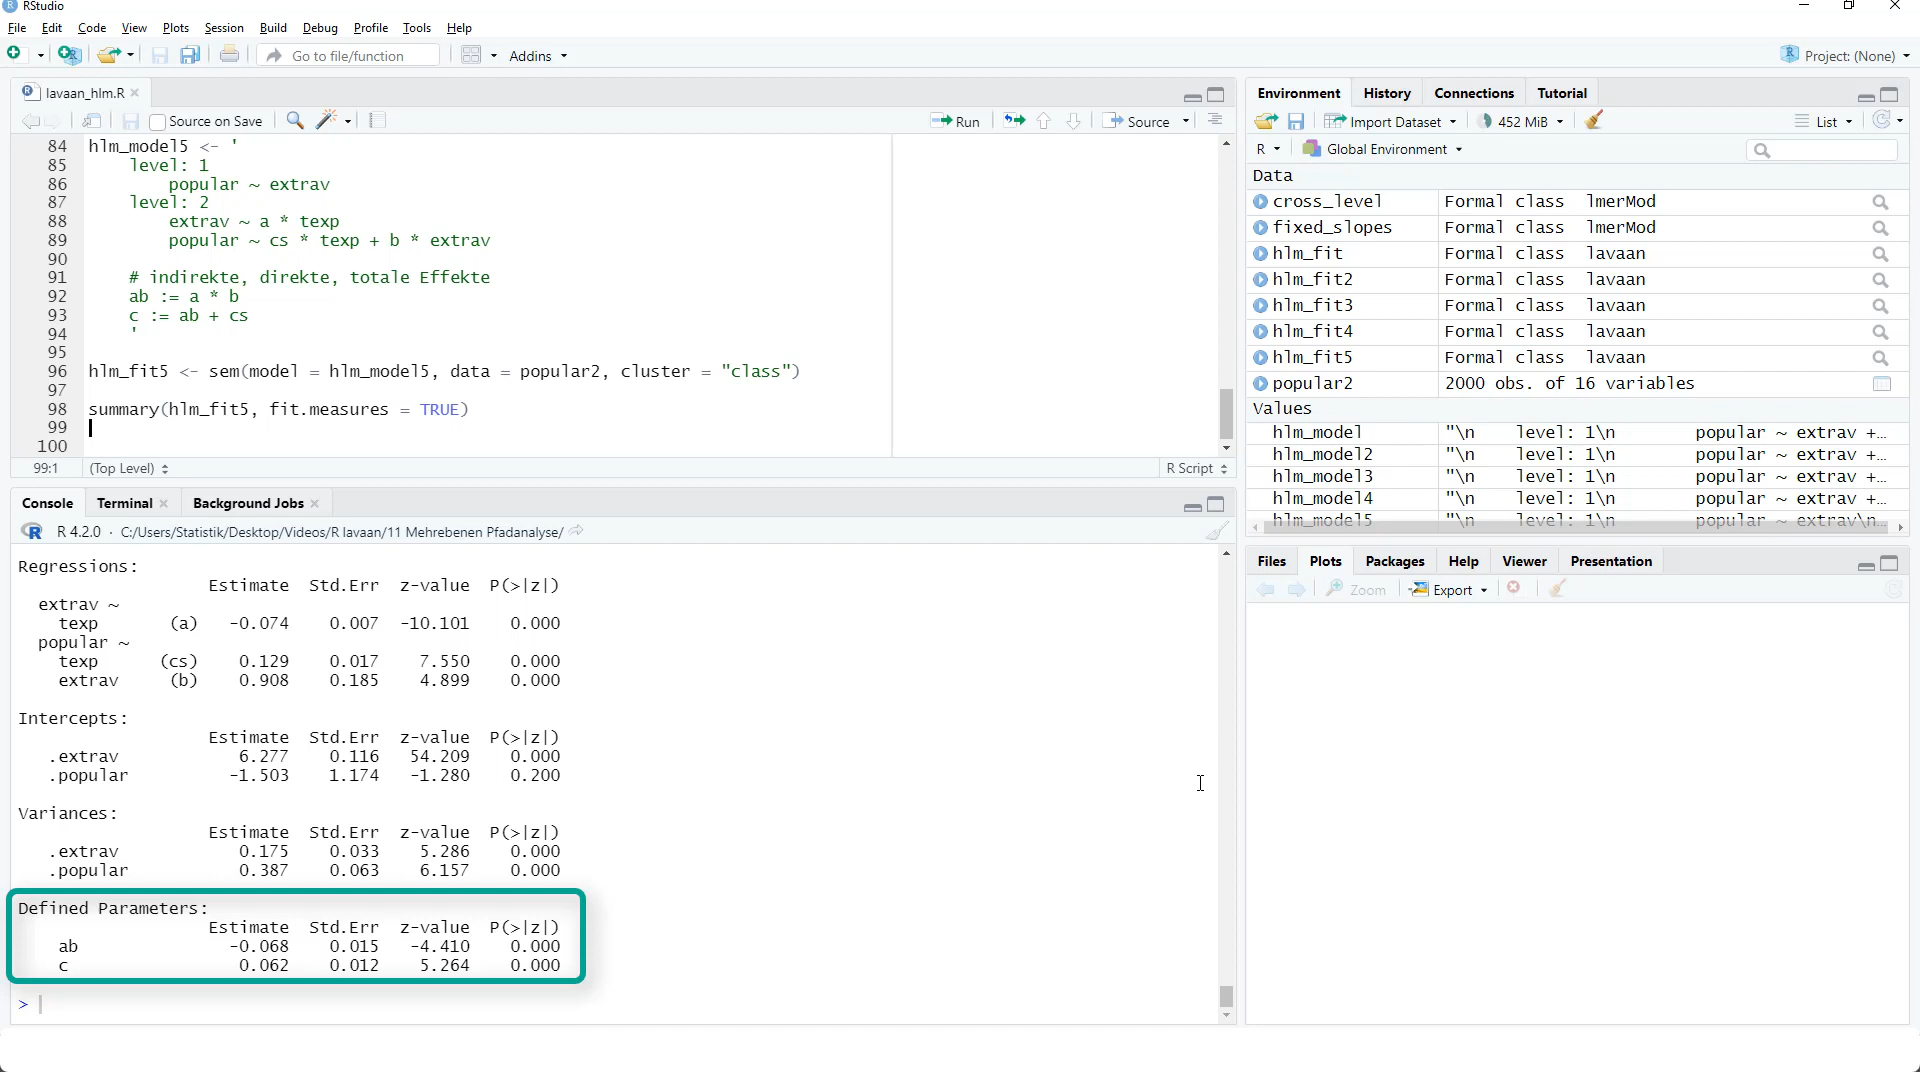 RStudio
File Edit Code View Plots Session Build Debug Profile Tools Help
Go to file/function Addins Project: (None)
lavaan_hlm.R
Source on Save Run Source
84 hlm_model5 <- '
85 level: 1
86 popular ~ extrav
87 level: 2
88 extrav ~ a * texp
89 popular ~ cs * texp + b * extrav
90
91 # indirekte, direkte, totale Effekte
92 ab := a * b
93 c := ab + cs
94 '
95
96 hlm_fit5 <- sem(model = hlm_model5, data = popular2, cluster = "class")
97
98 summary(hlm_fit5, fit.measures = TRUE)
99
100
99:1 (Top Level) R Script
Console Terminal Background Jobs
R 4.2.0 · C:/Users/Statistik/Desktop/Videos/R lavaan/11 Mehrebenen Pfadanalyse/
Regressions:
Estimate Std.Err z-value P(>|z|)
extrav ~
texp (a) -0.074 0.007 -10.101 0.000
popular ~
texp (cs) 0.129 0.017 7.550 0.000
extrav (b) 0.908 0.185 4.899 0.000
Intercepts:
Estimate Std.Err z-value P(>|z|)
.extrav 6.277 0.116 54.209 0.000
.popular -1.503 1.174 -1.280 0.200
Variances:
Estimate Std.Err z-value P(>|z|)
.extrav 0.175 0.033 5.286 0.000
.popular 0.387 0.063 6.157 0.000
Defined Parameters:
Estimate Std.Err z-value P(>|z|)
ab -0.068 0.015 -4.410 0.000
c 0.062 0.012 5.264 0.000
>
Environment History Connections Tutorial
Import Dataset 452 MiB List
R Global Environment
Data
cross_level Formal class lmerMod
fixed_slopes Formal class lmerMod
hlm_fit Formal class lavaan
hlm_fit2 Formal class lavaan
hlm_fit3 Formal class lavaan
hlm_fit4 Formal class lavaan
hlm_fit5 Formal class lavaan
popular2 2000 obs. of 16 variables
Values
hlm_model "\n level: 1\n popular ~ extrav +…
hlm_model2 "\n level: 1\n popular ~ extrav +…
hlm_model3 "\n level: 1\n popular ~ extrav +…
hlm_model4 "\n level: 1\n popular ~ extrav +…
hlm_model5 "\n level: 1\n popular ~ extrav\n…
Files Plots Packages Help Viewer Presentation
Zoom Export